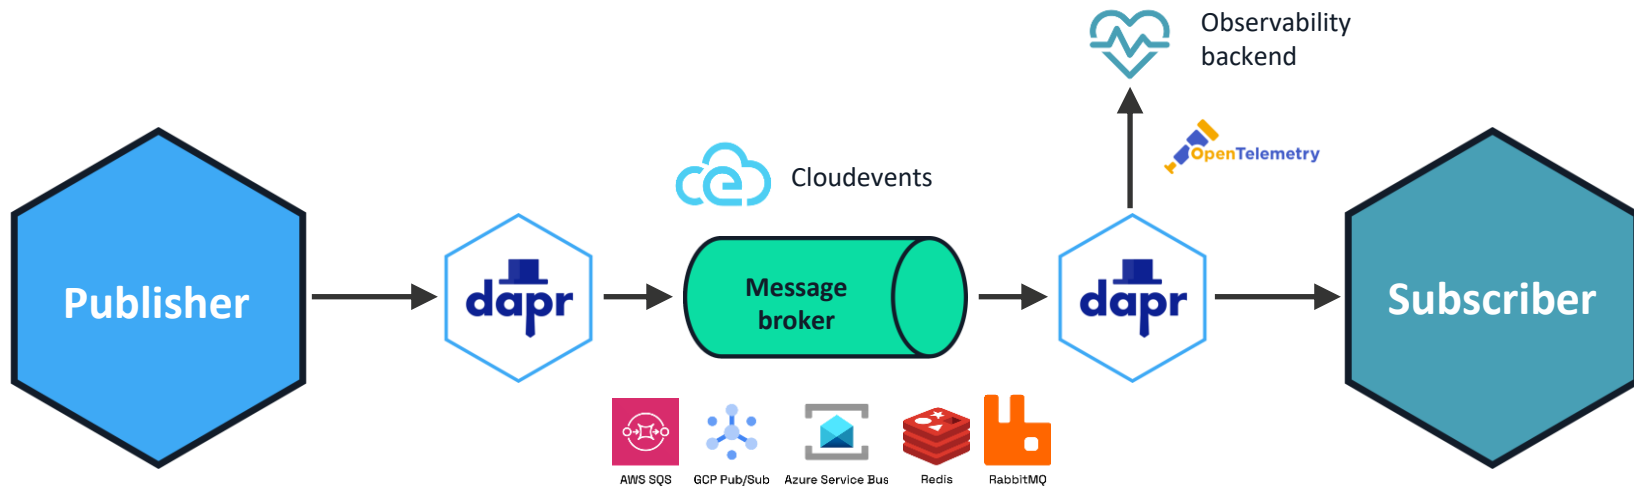 Observability
backend
OpenTelemetry
Cloudevents
Publisher
dapr
Message
broker
dapr
Subscriber
AWS SQS
GCP Pub/Sub
Azure Service Bus
Redis
RabbitMQ